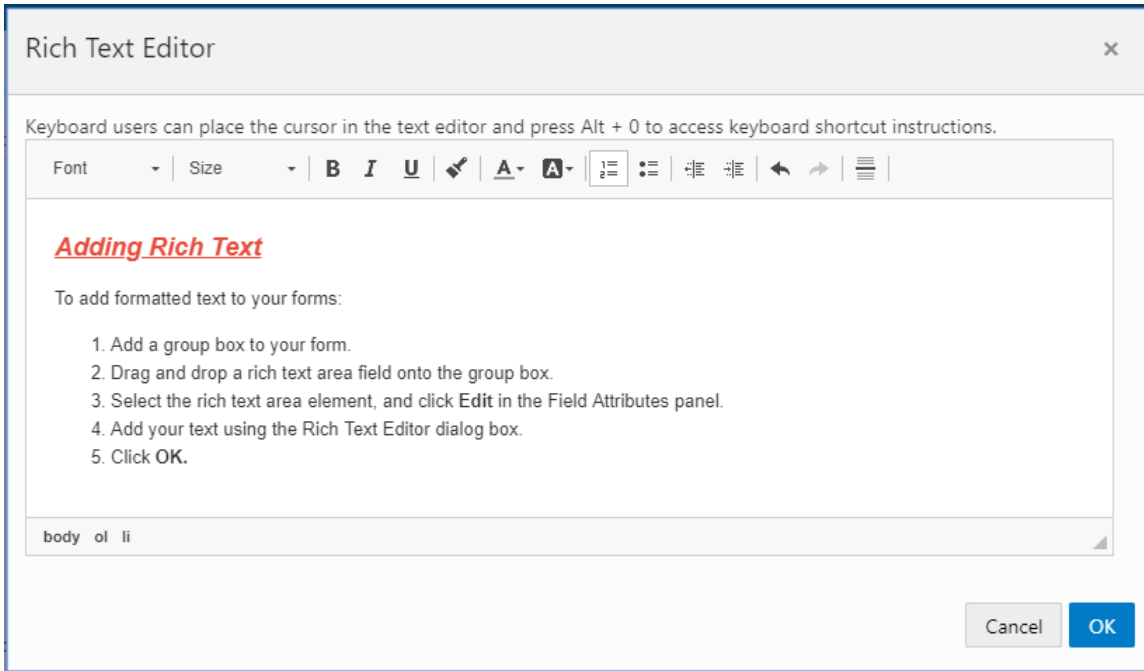 Rich Text Editor
Keyboard users can place the cursor in the text editor and press Alt + 0 to access keyboard shortcut instructions.
Font Size B I U A A
Adding Rich Text
To add formatted text to your forms:
1. Add a group box to your form.
2. Drag and drop a rich text area field onto the group box.
3. Select the rich text area element, and click Edit in the Field Attributes panel.
4. Add your text using the Rich Text Editor dialog box.
5. Click OK.
body ol li
Cancel OK